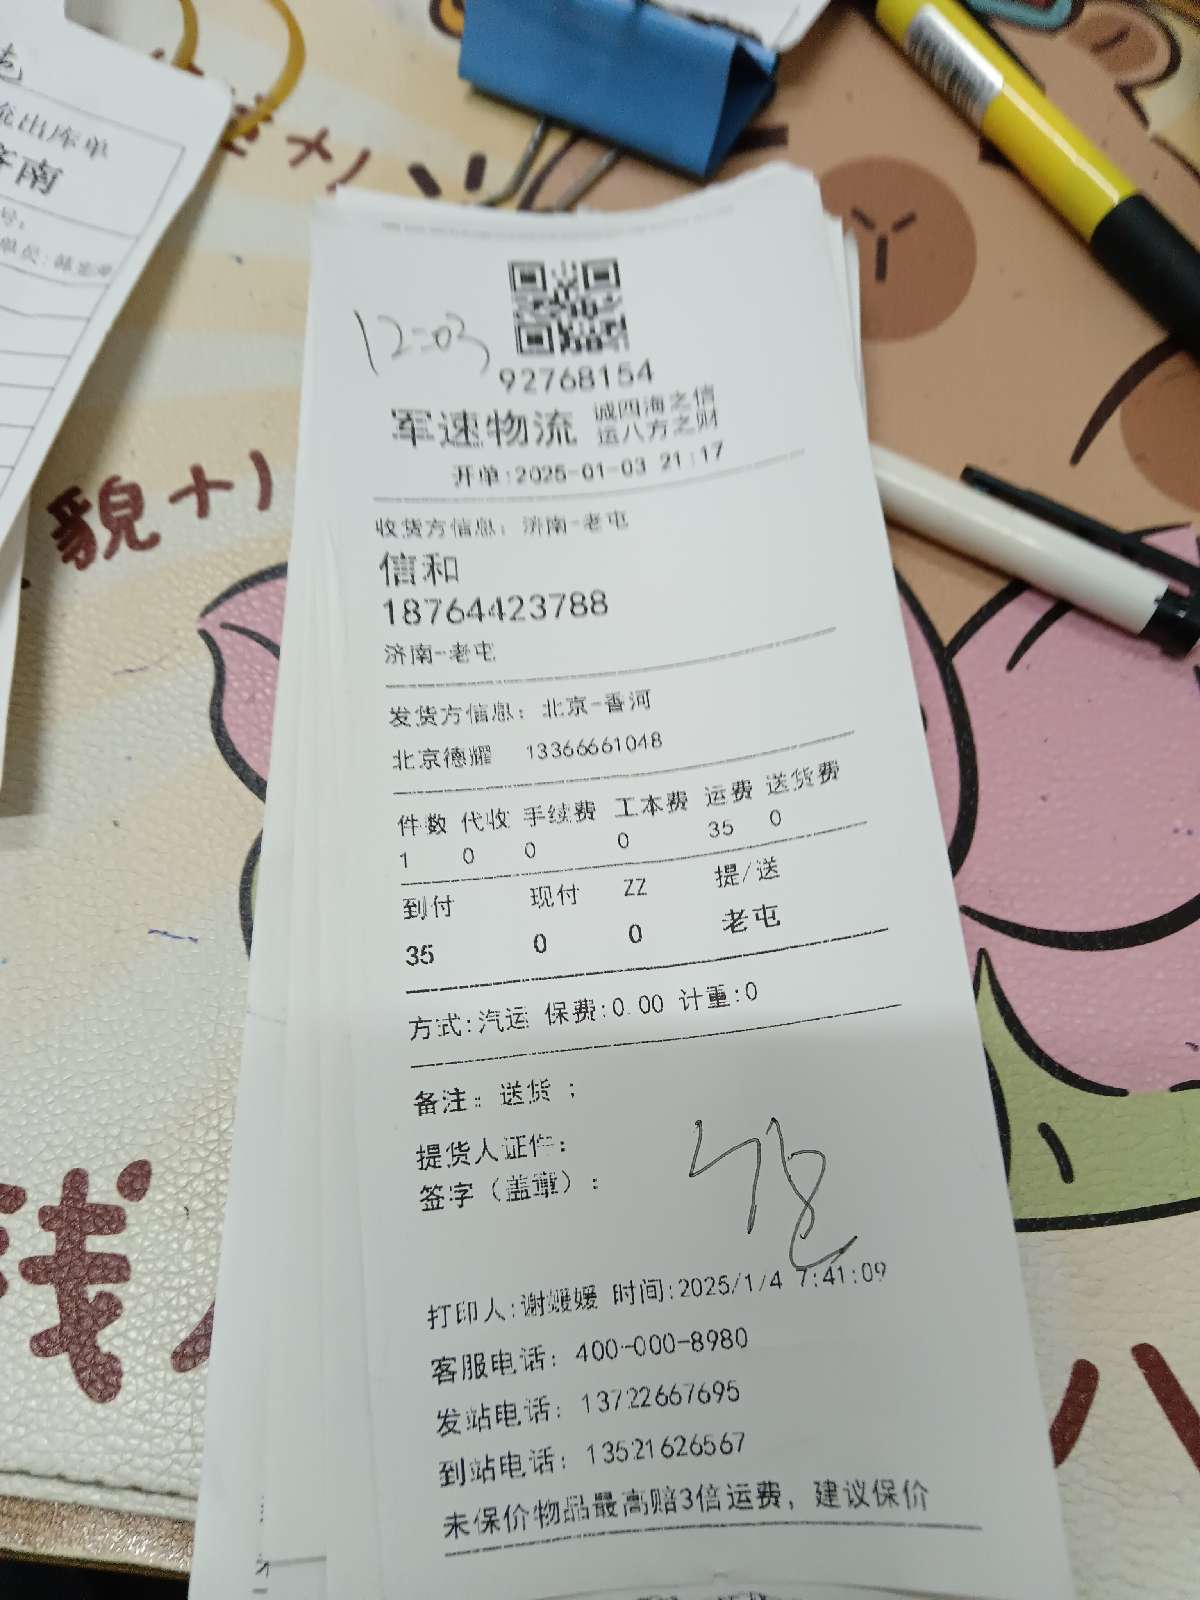 出库单
济南
12:03
92768154
军速物流 诚四海之信
运八方之财
开单:2025-01-03 21:17
收货方信息: 济南-老屯
信和
18764423788
济南-老屯
发货方信息: 北京-香河
北京德耀 13366661048
件数 代收 手续费 工本费 运费 送货费
1 0 0 0 35 0
到付 现付 ZZ 提/送
35 0 0 老屯
方式:汽运 保费:0.00 计重:0
备注: 送货 ;
提货人证件:
签字(盖章):
打印人:谢媛媛 时间:2025/1/4 7:41:09
客服电话: 400-000-8980
发站电话: 13722667695
到站电话: 13521626567
未保价物品最高赔3倍运费, 建议保价
貌+1
钱